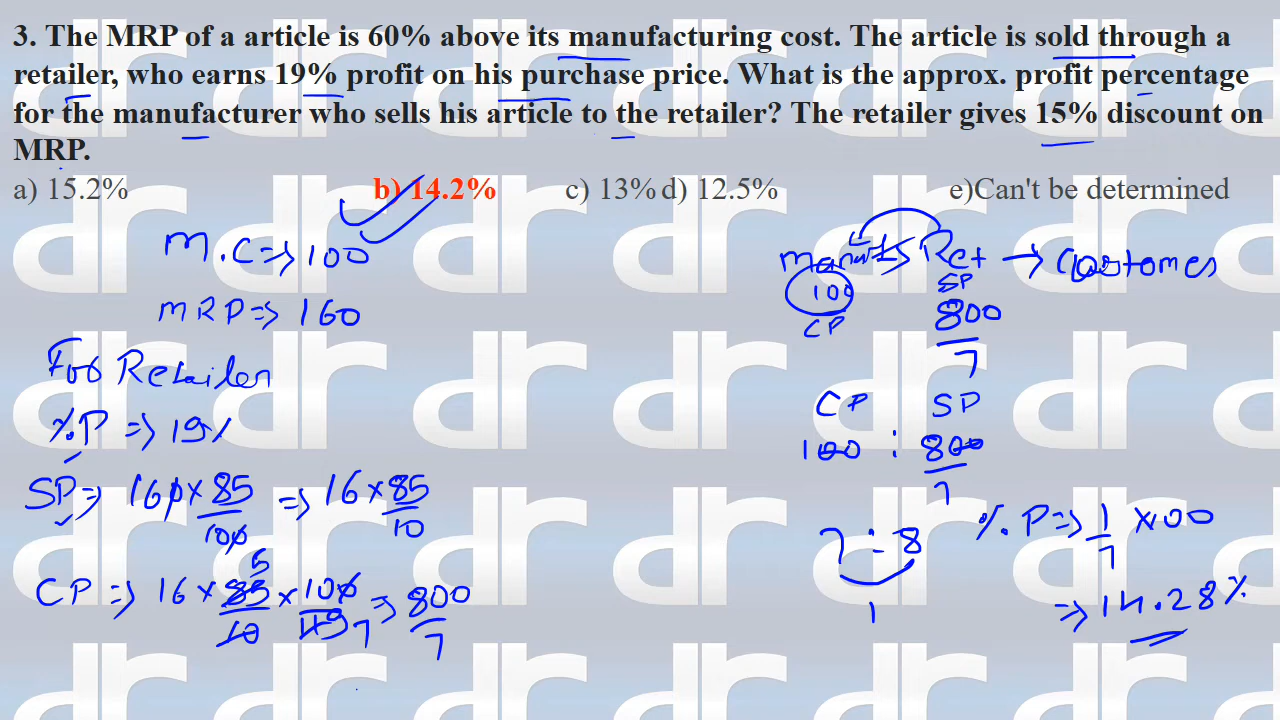 3. The MRP of a article is 60% above its manufacturing cost. The article is sold through a
retailer, who earns 19% profit on his purchase price. What is the approx. profit percentage
for the manufacturer who sells his article to the retailer? The retailer gives 15% discount on
MRP.
a) 15.2% b) 14.2% c) 13% d) 12.5% e)Can't be determined
M.C => 100
MRP => 160
For Retailer
%P => 19%
SP => 160 × 85/100 => 16 × 85/10
CP => 16 × 85/10 × 100/119 => 800/7
5
7
Manu → Ret → Customer
100 SP
CP 800/7
CP SP
100 : 800/7
7 : 8
1
%.P => 1/7 × 100
=> 14.28%
dr